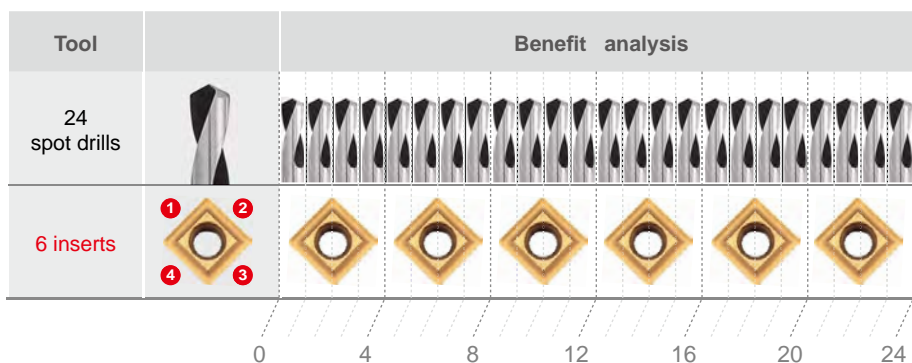 Tool Benefit analysis
24
spot drills
1 2
6 inserts
4 3
0 4 8 12 16 20 24